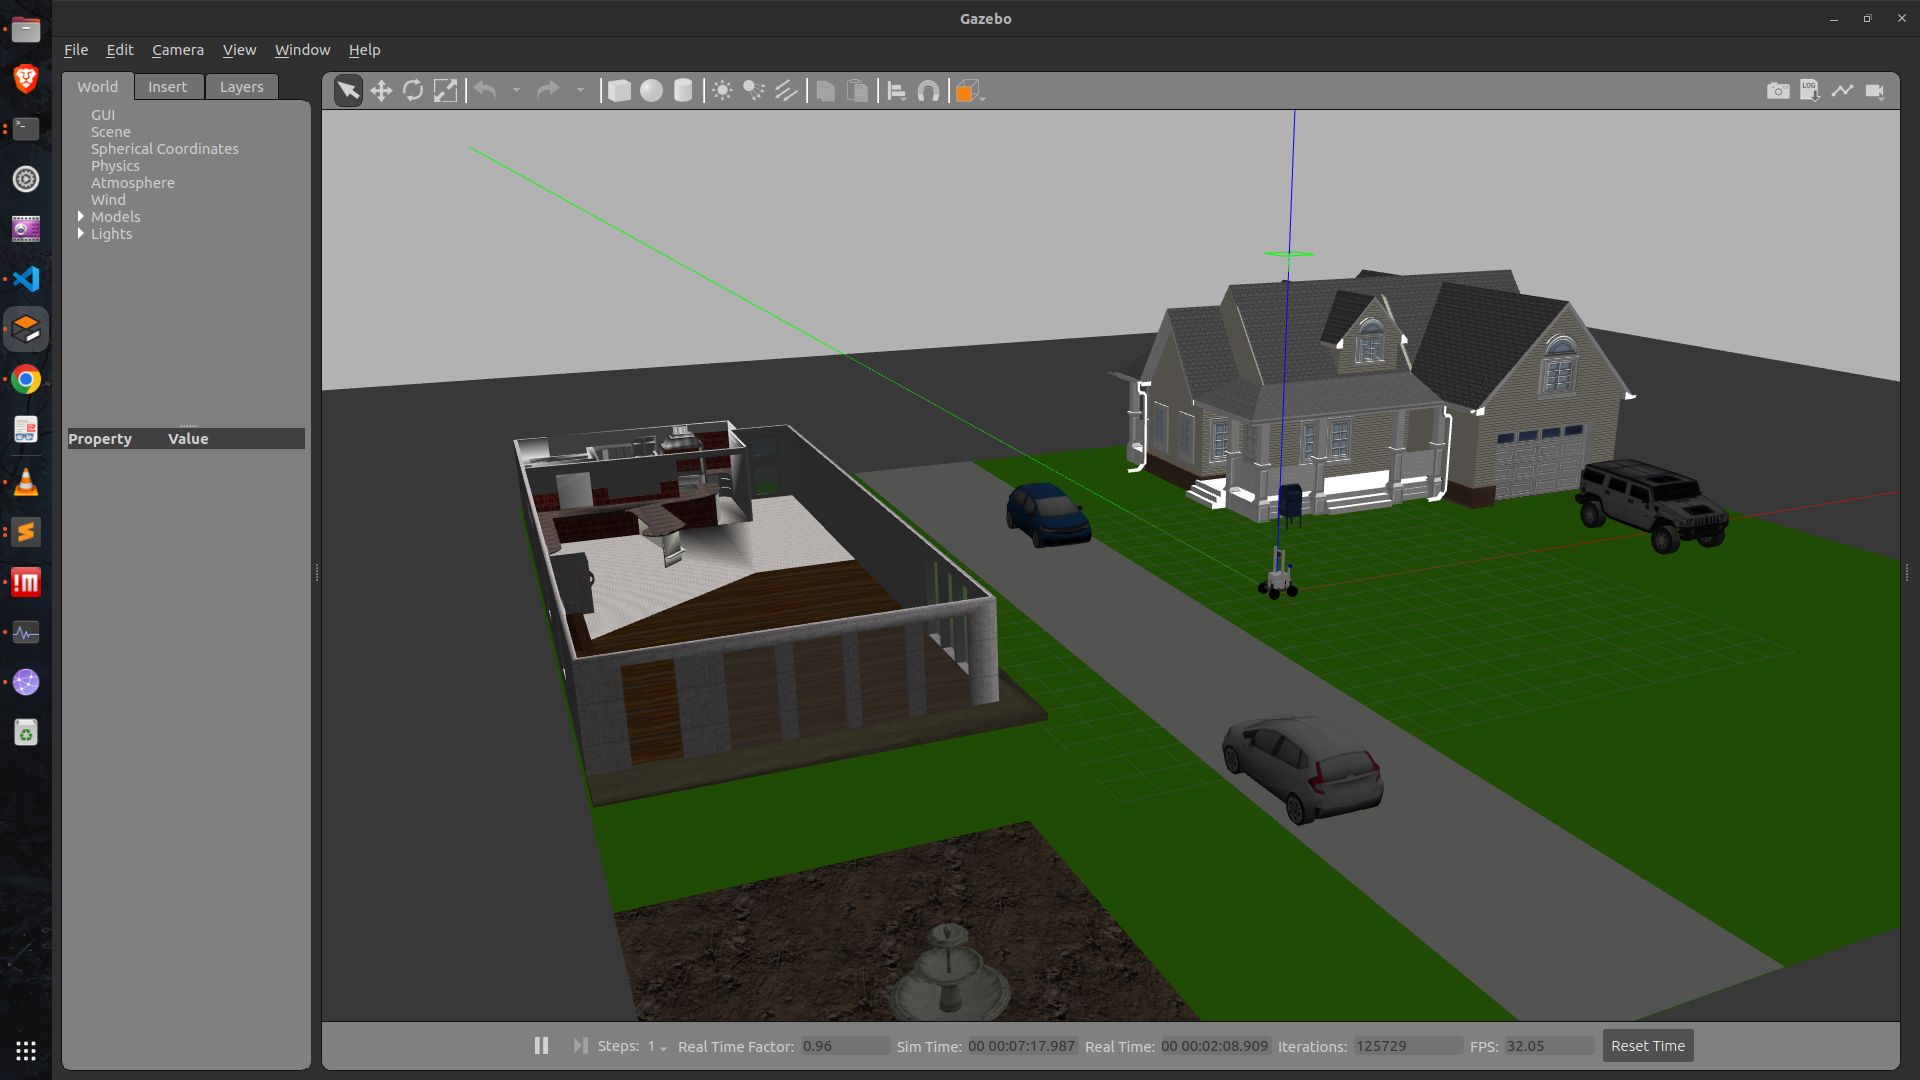 Gazebo
File Edit Camera View Window Help
World Insert Layers
LOG
GUI
Scene
Spherical Coordinates
Physics
Atmosphere
Wind
Models
Lights
Property Value
Steps: 1 Real Time Factor: 0.96 Sim Time: 00 00:07:17.987 Real Time: 00 00:02:08.909 Iterations: 125729 FPS: 32.05 Reset Time